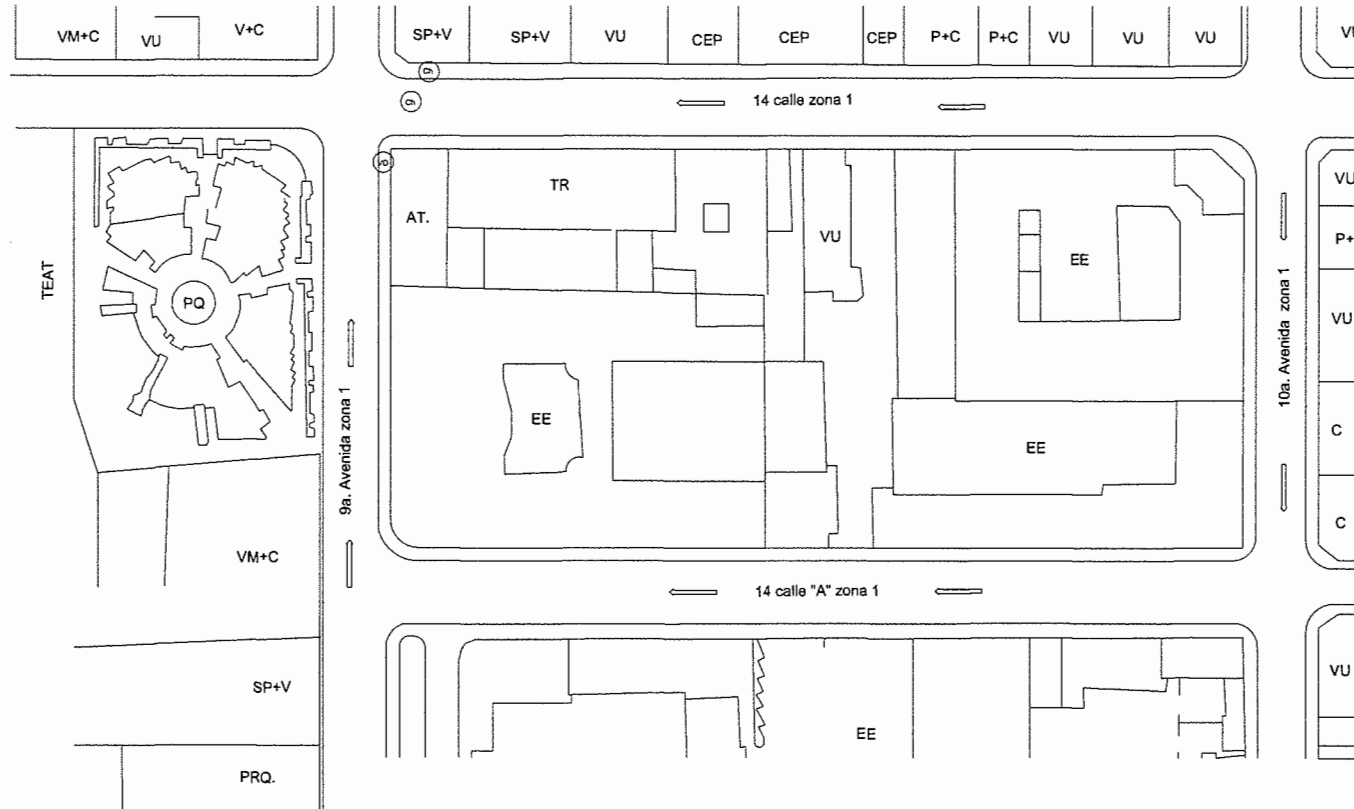 VM+C
VU
V+C
SP+V
SP+V
VU
CEP
CEP
CEP
P+C
P+C
VU
VU
VU
14 calle zona 1
TEAT
PQ
AT.
TR
VU
EE
10a. Avenida zona 1
VU
P+
VU
C
C
9a. Avenida zona 1
EE
EE
VM+C
14 calle "A" zona 1
SP+V
EE
VU
PRQ.